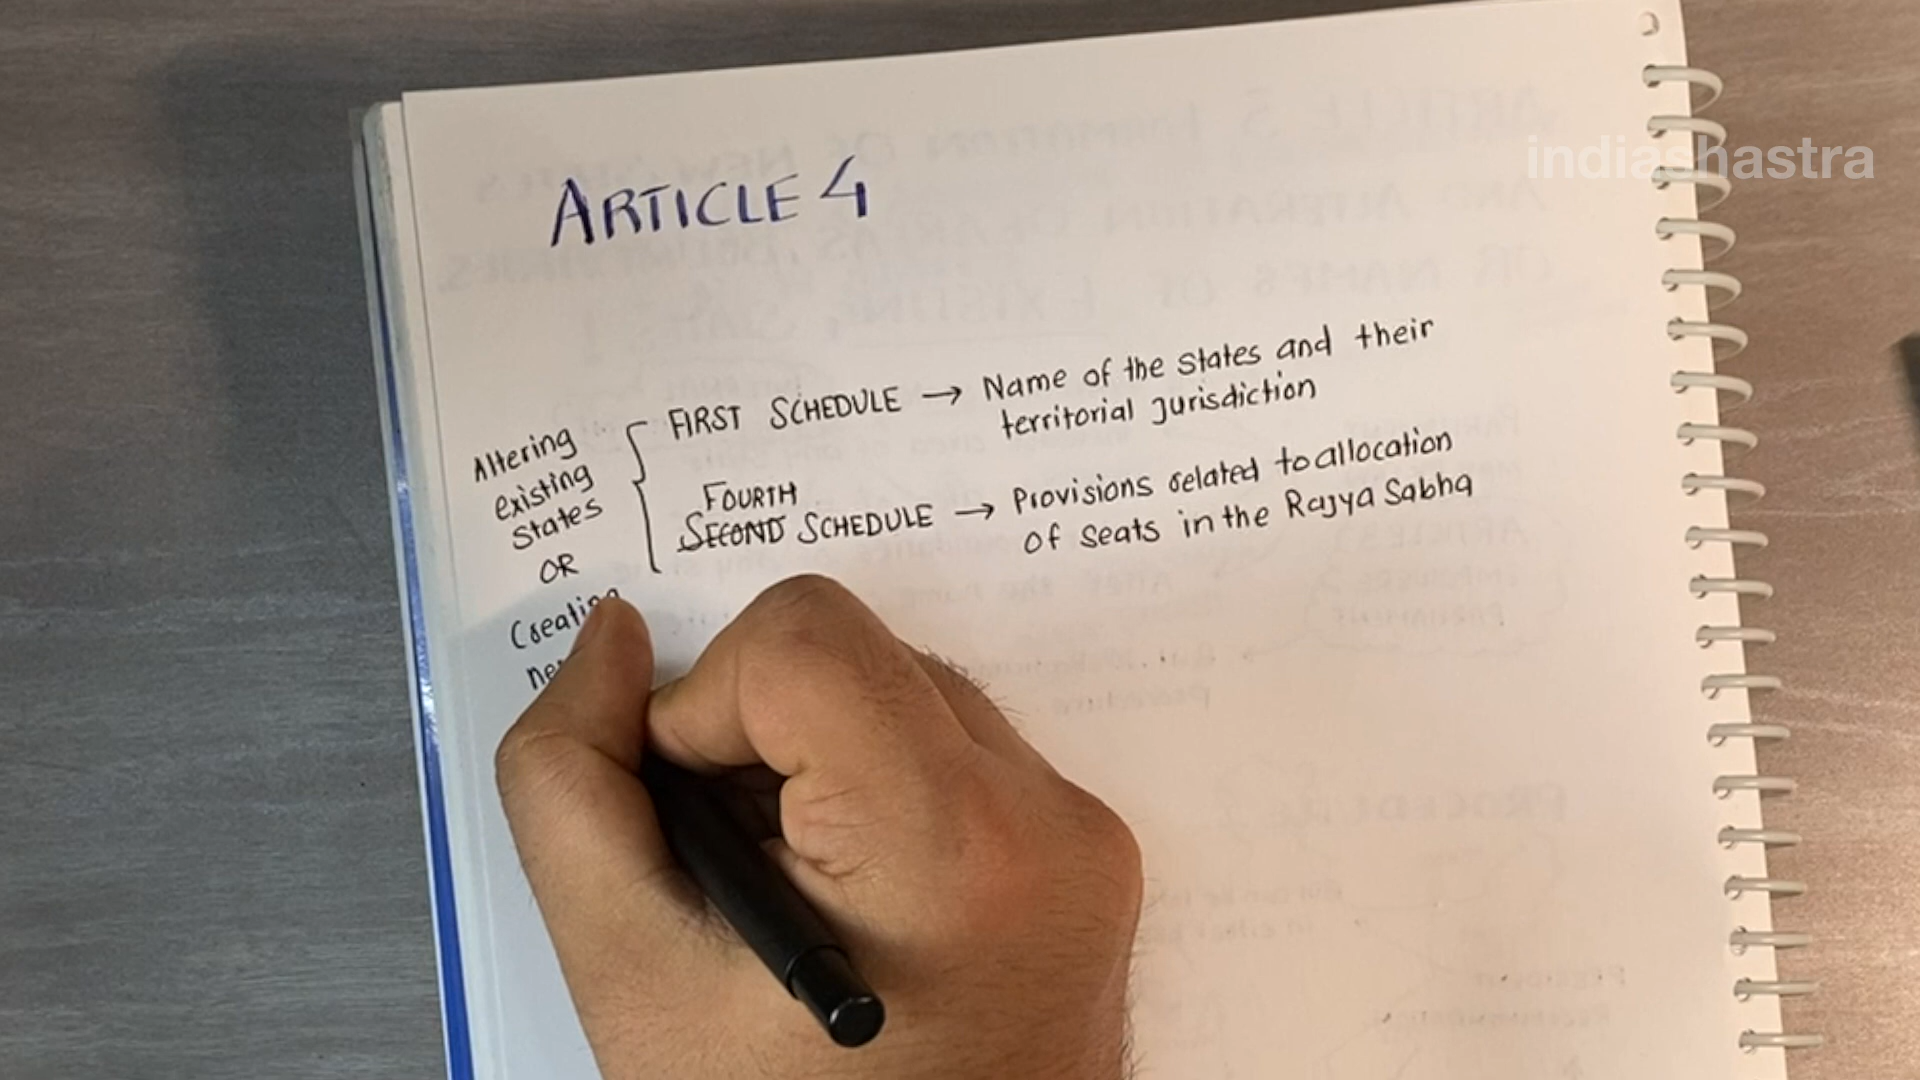 indiashastra
ARTICLE 4
Altering
existing
States
OR
Creating
FIRST SCHEDULE → Name of the states and their
territorial jurisdiction
FOURTH
SECOND SCHEDULE → Provisions related to allocation
of seats in the Rajya Sabha